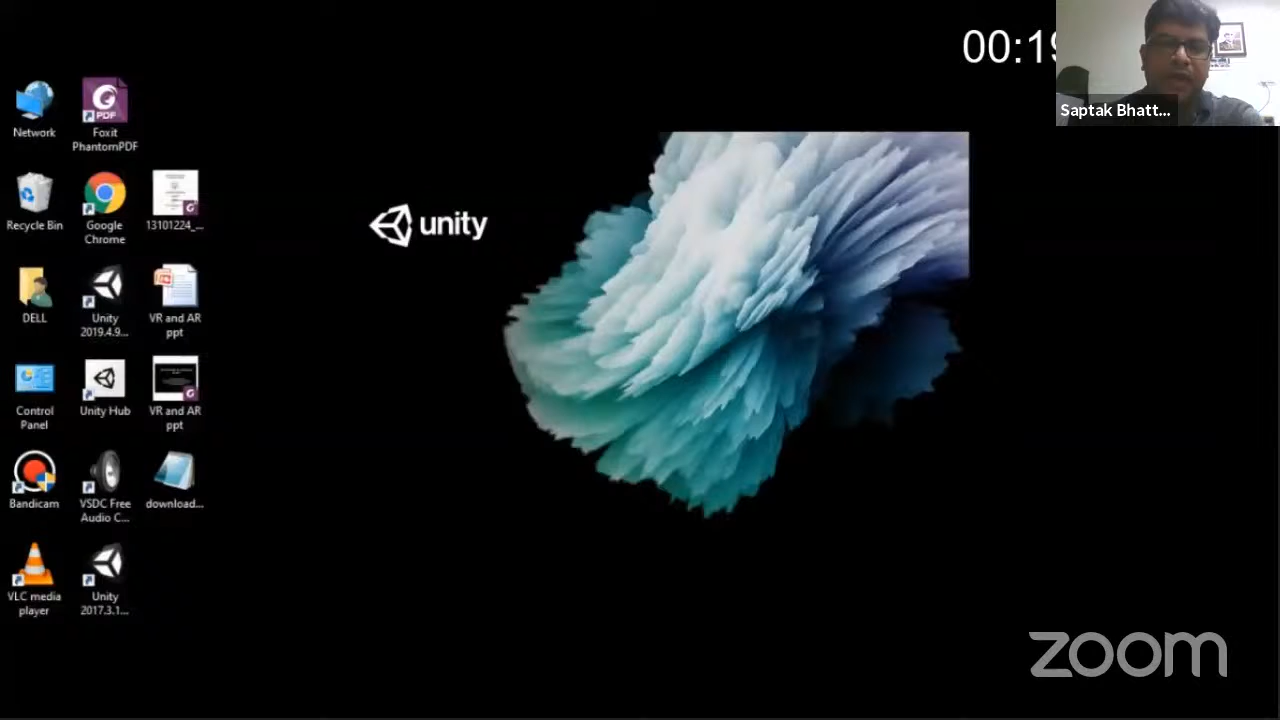 00:19
Saptak Bhatt...
Network
Foxit
PhantomPDF
Recycle Bin
Google
Chrome
13101224_...
unity
DELL
Unity
2019.4.9...
VR and AR
ppt
Control
Panel
Unity Hub
VR and AR
ppt
Bandicam
VSDC Free
Audio C...
download...
VLC media
player
Unity
2017.3.1...
zoom